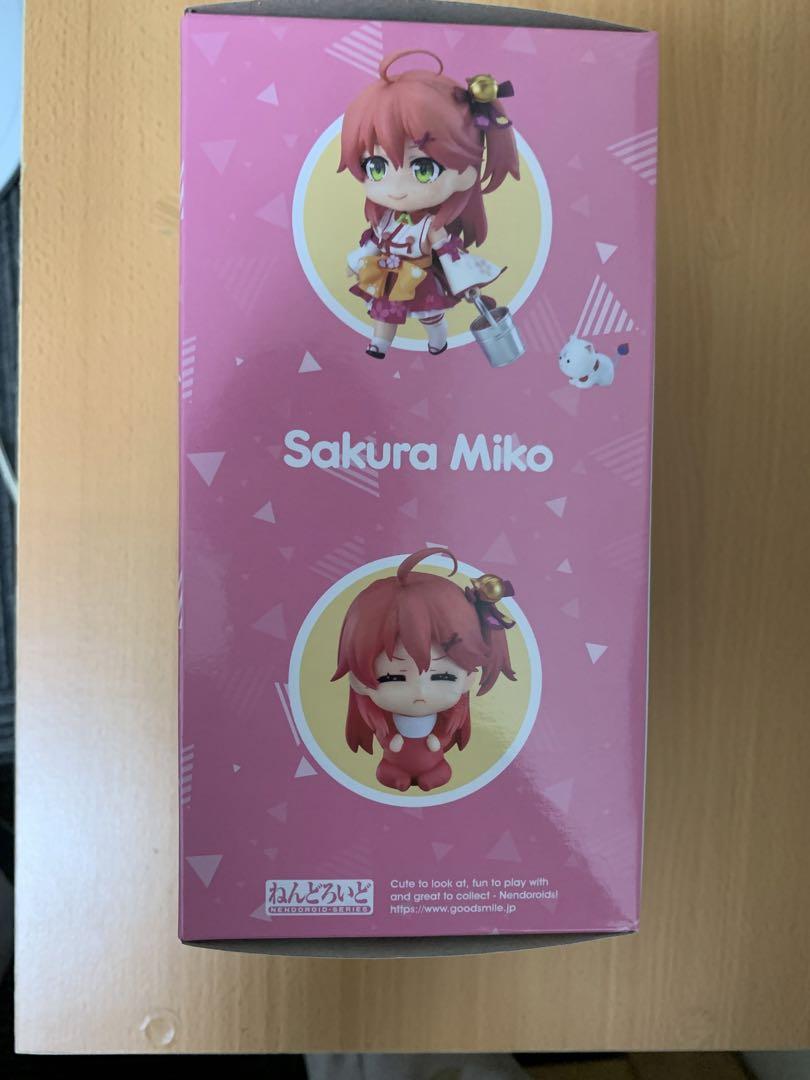 Sakura Miko
ねんどろいど
NENDOROID-SERIES
Cute to look at, fun to play with
and great to collect - Nendoroids!
https://www.goodsmile.jp